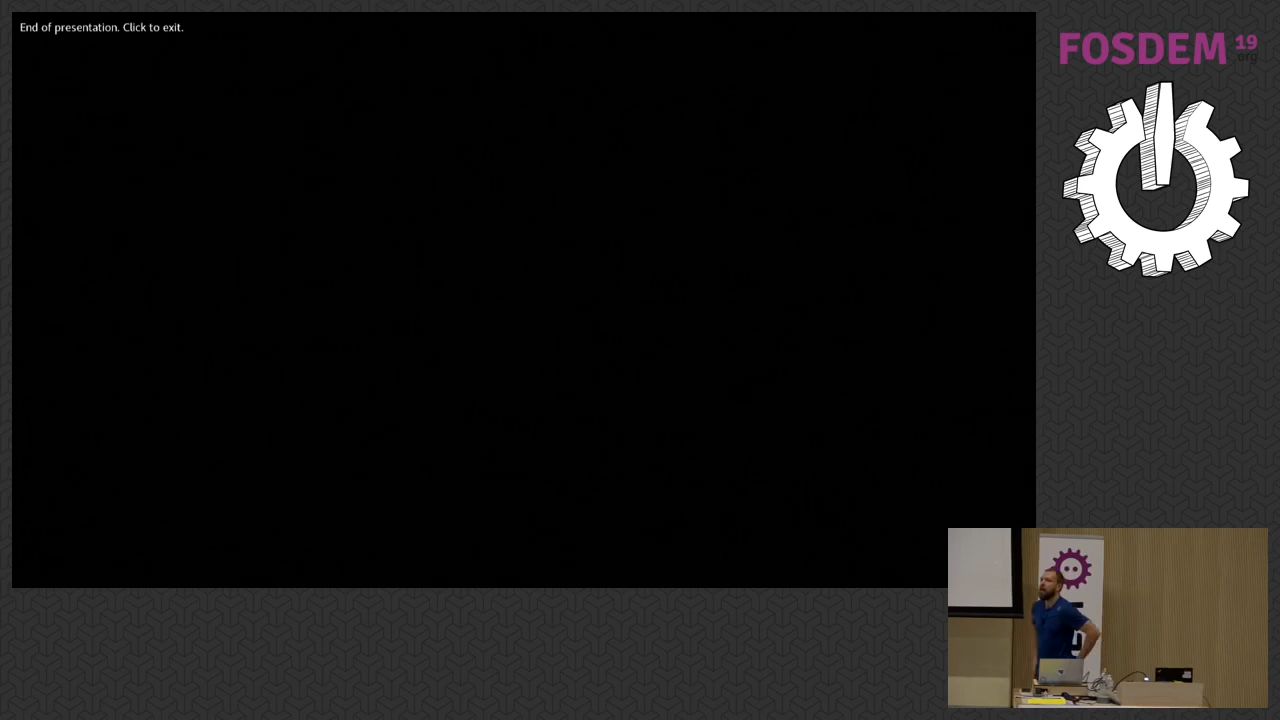 End of presentation. Click to exit.
FOSDEM 19
.org